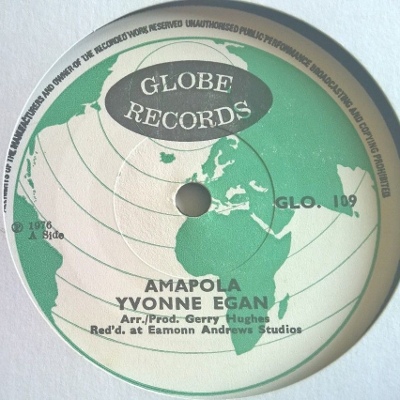 RIGHTS OF THE MANUFACTURERS AND OWNER OF THE RECORDED WORK RESERVED UNAUTHORISED PUBLIC PERFORMANCE BROADCASTING AND COPYING PROHIBITED
GLOBE
RECORDS
GLO. 109
℗ 1976
A Side
AMAPOLA
YVONNE EGAN
Arr./Prod. Gerry Hughes
Red'd. at Eamonn Andrews Studios